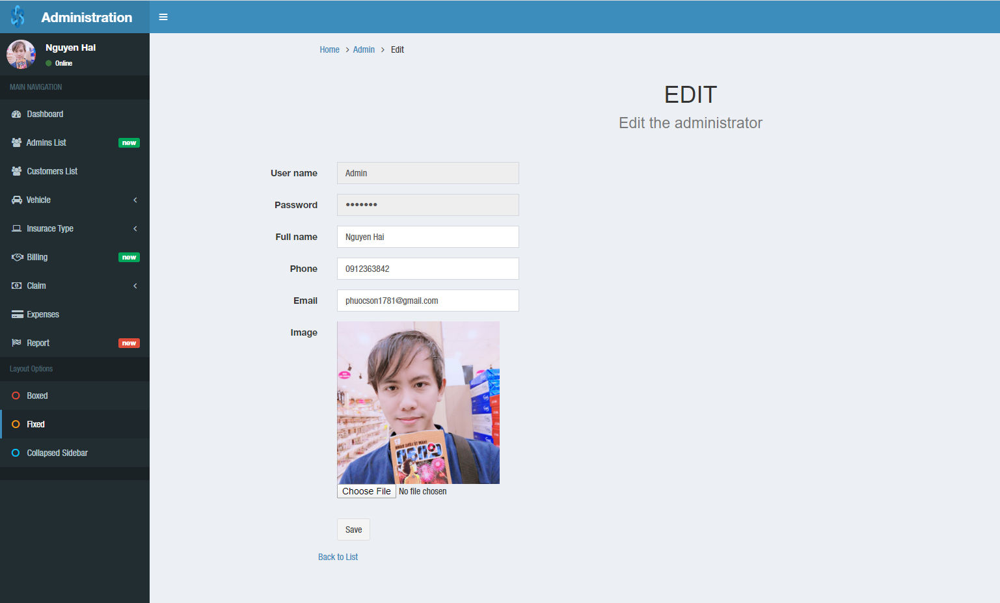 Administration
Nguyen Hai
Online
MAIN NAVIGATION
Dashboard
Admins List new
Customers List
Vehicle
Insurace Type
Billing new
Claim
Expenses
Report new
Layout Options
Boxed
Fixed
Collapsed Sidebar
Home > Admin > Edit
EDIT
Edit the administrator
User name Admin
Password •••••••
Full name Nguyen Hai
Phone 0912363842
Email phuocson1781@gmail.com
Image
Choose File No file chosen
Save
Back to List